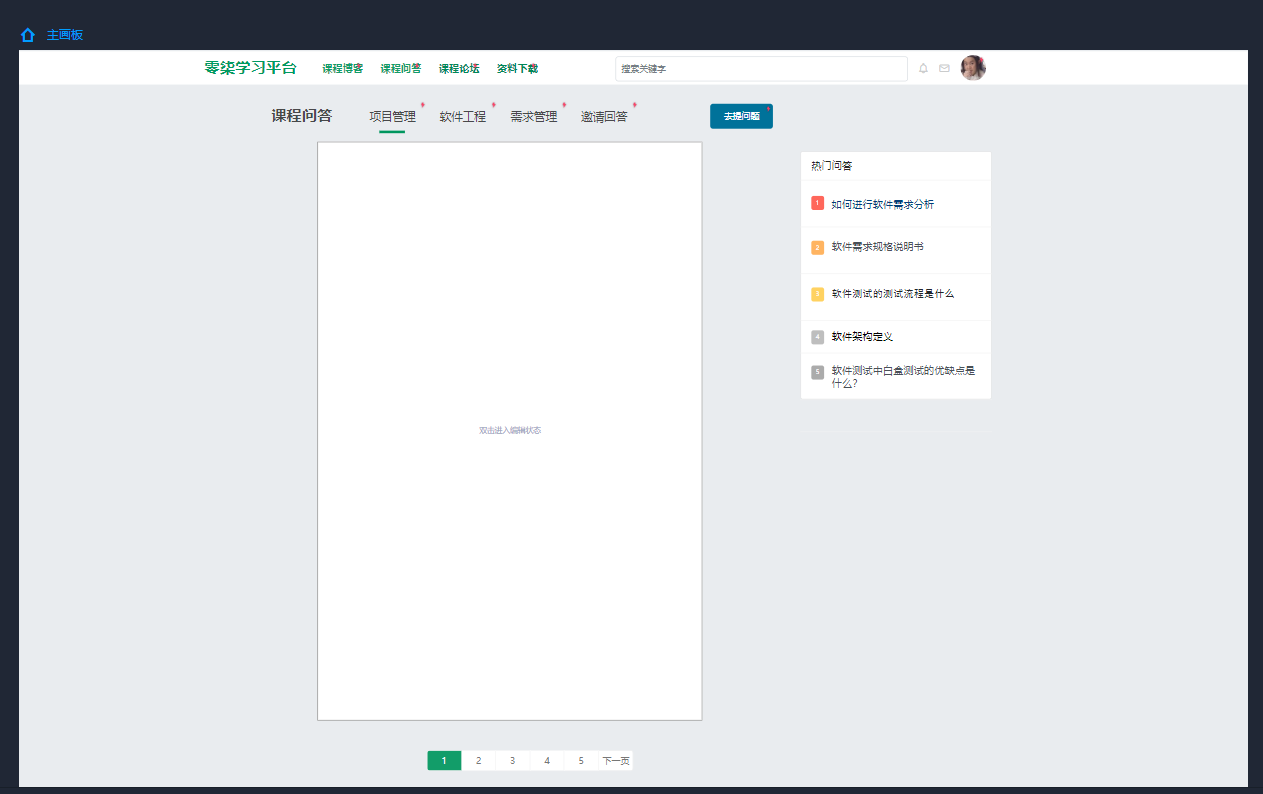 主画板
零柒学习平台 课程博客 课程问答 课程论坛 资料下载 搜索关键字
课程问答 项目管理 软件工程 需求管理 邀请回答 去提问题
热门问答
1 如何进行软件需求分析
2 软件需求规格说明书
3 软件测试的测试流程是什么
4 软件架构定义
5 软件测试中白盒测试的优缺点是
什么?
双击进入编辑状态
1 2 3 4 5 下一页